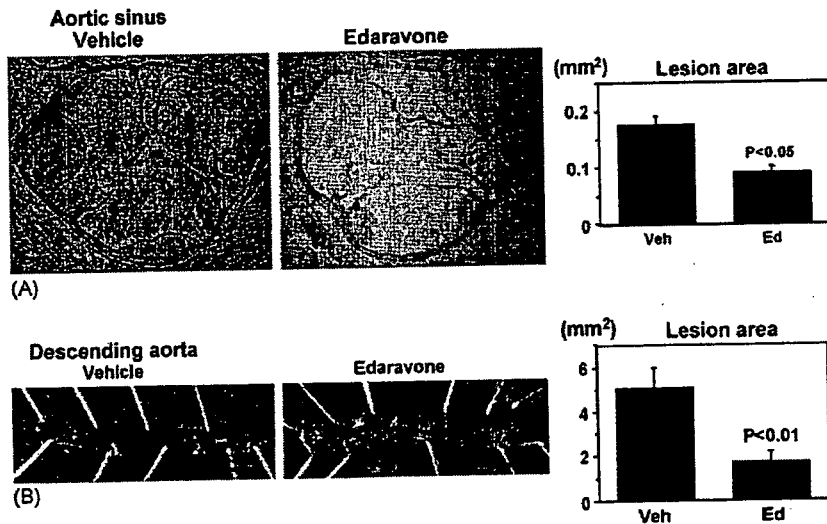 Aortic sinus
Vehicle
Edaravone
(mm²)
Lesion area
0.2
0.1
0
P<0.05
Veh
Ed
(A)
Descending aorta
Vehicle
Edaravone
(mm²)
Lesion area
6
4
2
0
P<0.01
Veh
Ed
(B)